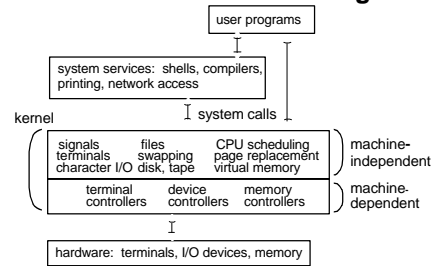 user programs
system services: shells, compilers,
printing, network access
system calls
kernel
signals files CPU scheduling
terminals swapping page replacement
character I/O disk, tape virtual memory
machine-
independent
terminal device memory
controllers controllers controllers
machine-
dependent
hardware: terminals, I/O devices, memory